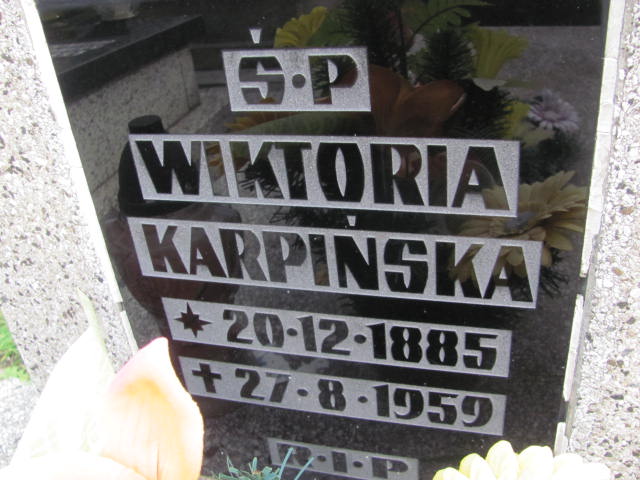 Ś·P
WIKTORIA
KARPIŃSKA
* 20·12·1885
✝ 27·8·1959
R·I·P